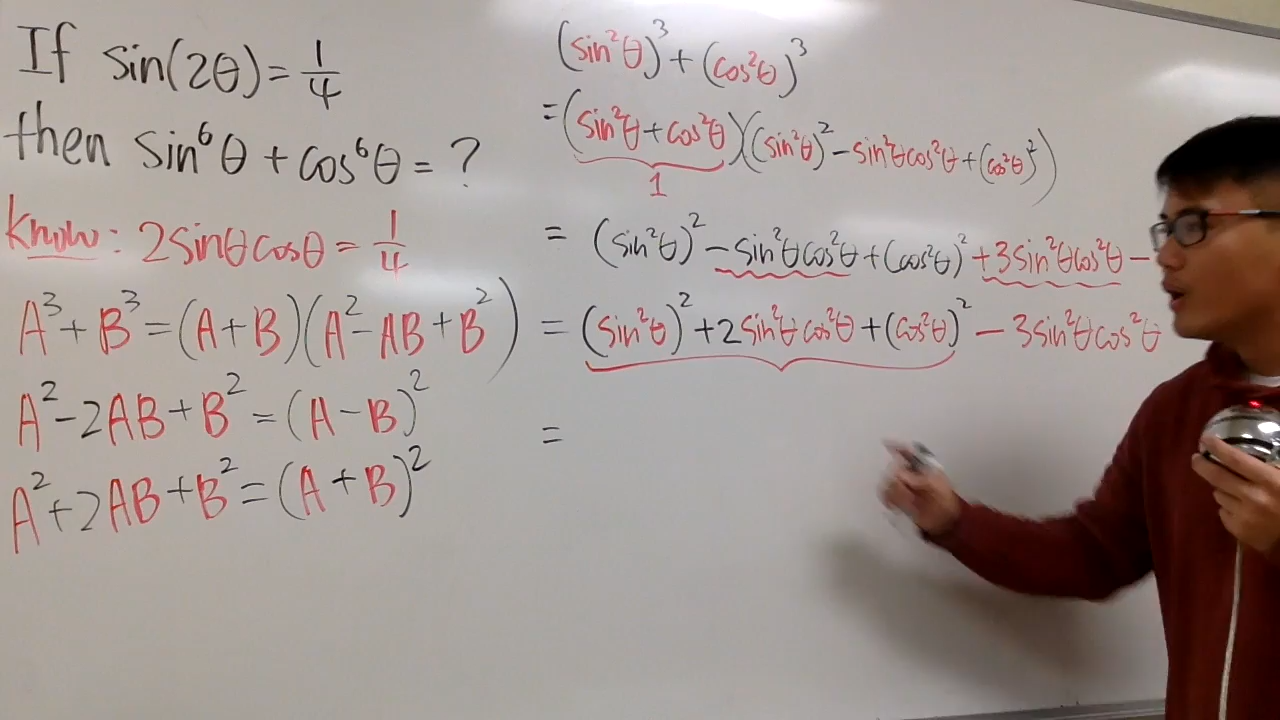 If sin(2θ) = 1/4
then sin⁶θ + cos⁶θ = ?
know: 2sinθcosθ = 1/4
A³ + B³ = (A + B)(A² - AB + B²)
A² - 2AB + B² = (A - B)²
A² + 2AB + B² = (A + B)²
(sin²θ)³ + (cos²θ)³
= (sin²θ + cos²θ)((sin²θ)² - sin²θcos²θ + (cos²θ)²)
1
= (sin²θ)² - sin²θcos²θ + (cos²θ)² + 3sin²θcos²θ -
= (sin²θ)² + 2sin²θcos²θ + (cos²θ)² - 3sin²θcos²θ
=